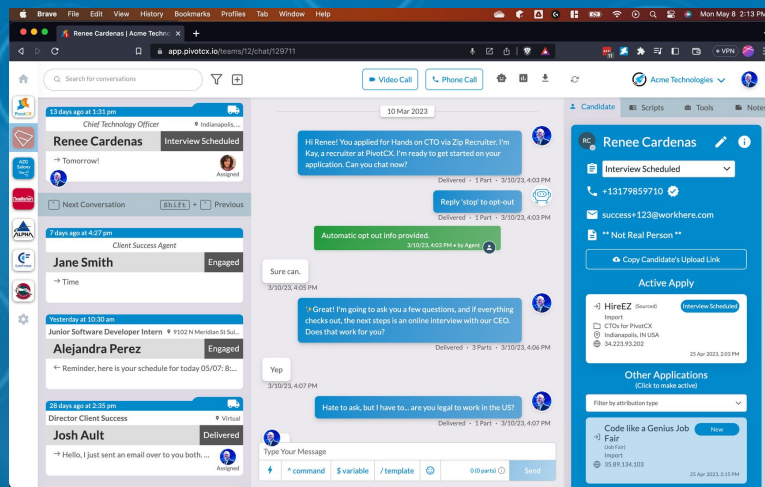 Brave File Edit View History Bookmarks Profiles Tab Window Help
Mon May 8 2:13 PM
Renee Cardenas | Acme Techno
app.pivotcx.io/teams/12/chat/129711
VPN
Search for conversations
Video Call
Phone Call
Acme Technologies
PivotCX
13 days ago at 1:31 pm
Chief Technology Officer
Indianapolis,...
Renee Cardenas
Interview Scheduled
→ Tomorrow!
Assigned
Next Conversation
Shift + Previous
7 days ago at 4:27 pm
Client Success Agent
Jane Smith
Engaged
→ Time
Yesterday at 10:30 am
Junior Software Developer Intern
9102 N Meridian St Sui...
Alejandra Perez
Engaged
← Reminder, here is your schedule for today 05/07: 8:...
28 days ago at 2:35 pm
Director Client Success
Virtual
Josh Ault
Delivered
→ Hello, I just sent an email over to you both. ...
Assigned
ALPHA
10 Mar 2023
Hi Renee! You applied for Hands on CTO via Zip Recruiter. I'm
Kay, a recruiter at PivotCX. I'm ready to get started on your
application. Can you chat now?
Delivered • 1 Part • 3/10/23, 4:03 PM
Reply 'stop' to opt-out
Delivered • 1 Part • 3/10/23, 4:03 PM
Automatic opt out info provided.
3/10/23, 4:03 PM • by Agent
Sure can.
3/10/23, 4:05 PM
Great! I'm going to ask you a few questions, and if everything
checks out, the next steps is an online interview with our CEO.
Does that work for you?
Delivered • 3 Parts • 3/10/23, 4:06 PM
Yep
3/10/23, 4:07 PM
Hate to ask, but I have to... are you legal to work in the US?
Delivered • 1 Part • 3/10/23, 4:07 PM
Type Your Message
^ command
$ variable
/ template
0 (0 parts)
Send
Candidate
Scripts
Tools
Notes
RC
Renee Cardenas
Interview Scheduled
+13179859710
success+123@workhere.com
** Not Real Person **
Copy Candidate's Upload Link
Active Apply
HireEZ (Sourced)
Interview Scheduled
Import
CTOs for PivotCX
Indianapolis, IN USA
34.223.93.202
25 Apr 2023, 2:03 PM
Other Applications
(Click to make active)
Filter by attribution type
Code like a Genius Job
Fair
New
(Job Fair)
Import
35.89.134.103
25 Apr 2023, 2:15 PM